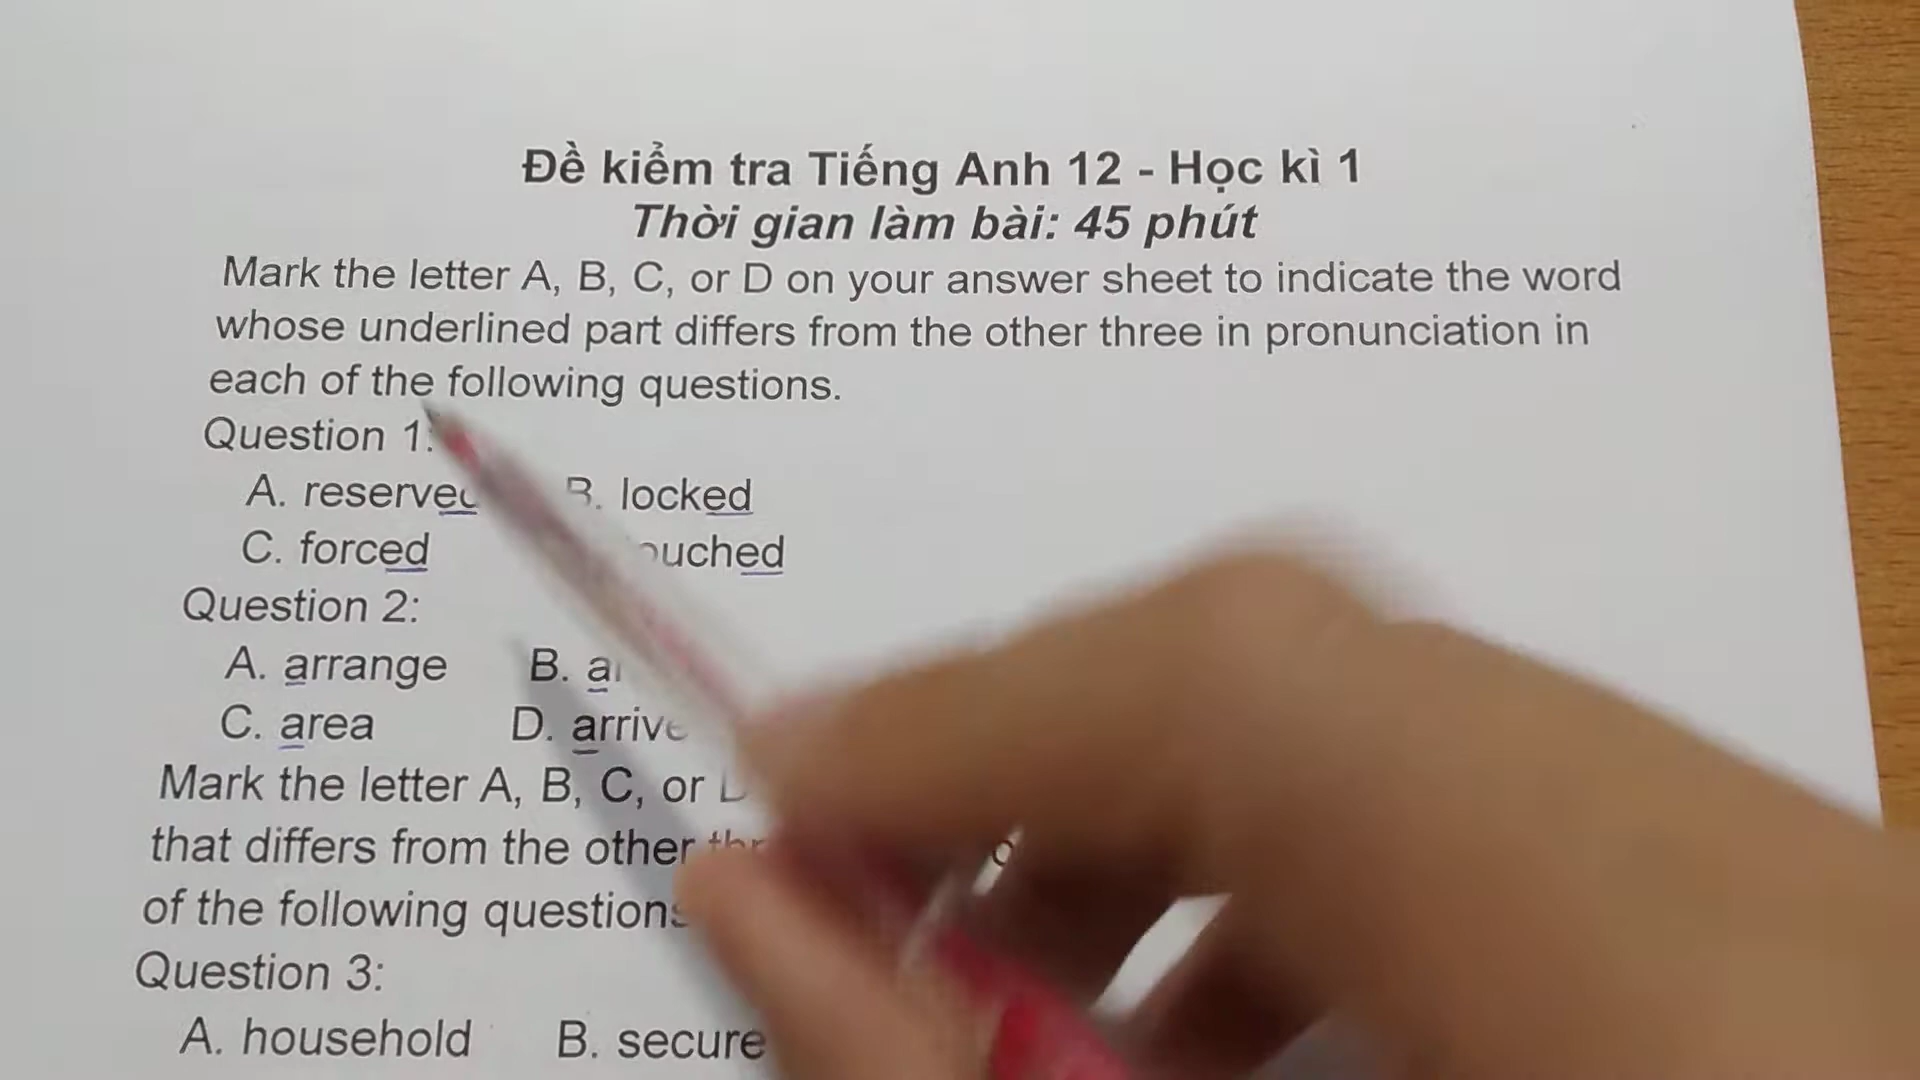 Đề kiểm tra Tiếng Anh 12 - Học kì 1
Thời gian làm bài: 45 phút
Mark the letter A, B, C, or D on your answer sheet to indicate the word
whose underlined part differs from the other three in pronunciation in
each of the following questions.
Question 1:
A. reserved B. locked
C. forced
Question 2:
A. arrange B.
C. area D. arrive
Mark the letter A, B, C, or
that differs from the other
of the following questions
Question 3:
A. household B. secure